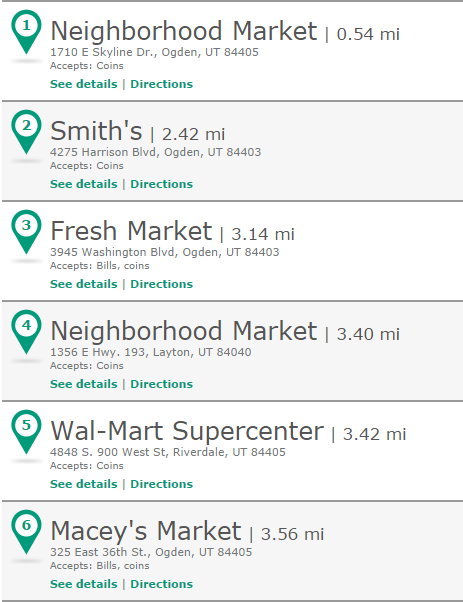 1
Neighborhood Market | 0.54 mi
1710 E Skyline Dr., Ogden, UT 84405
Accepts: Coins
See details | Directions
2
Smith's | 2.42 mi
4275 Harrison Blvd, Ogden, UT 84403
Accepts: Coins
See details | Directions
3
Fresh Market | 3.14 mi
3945 Washington Blvd, Ogden, UT 84403
Accepts: Bills, coins
See details | Directions
4
Neighborhood Market | 3.40 mi
1356 E Hwy. 193, Layton, UT 84040
Accepts: Coins
See details | Directions
5
Wal-Mart Supercenter | 3.42 mi
4848 S. 900 West St, Riverdale, UT 84405
Accepts: Coins
See details | Directions
6
Macey's Market | 3.56 mi
325 East 36th St., Ogden, UT 84405
Accepts: Bills, coins
See details | Directions